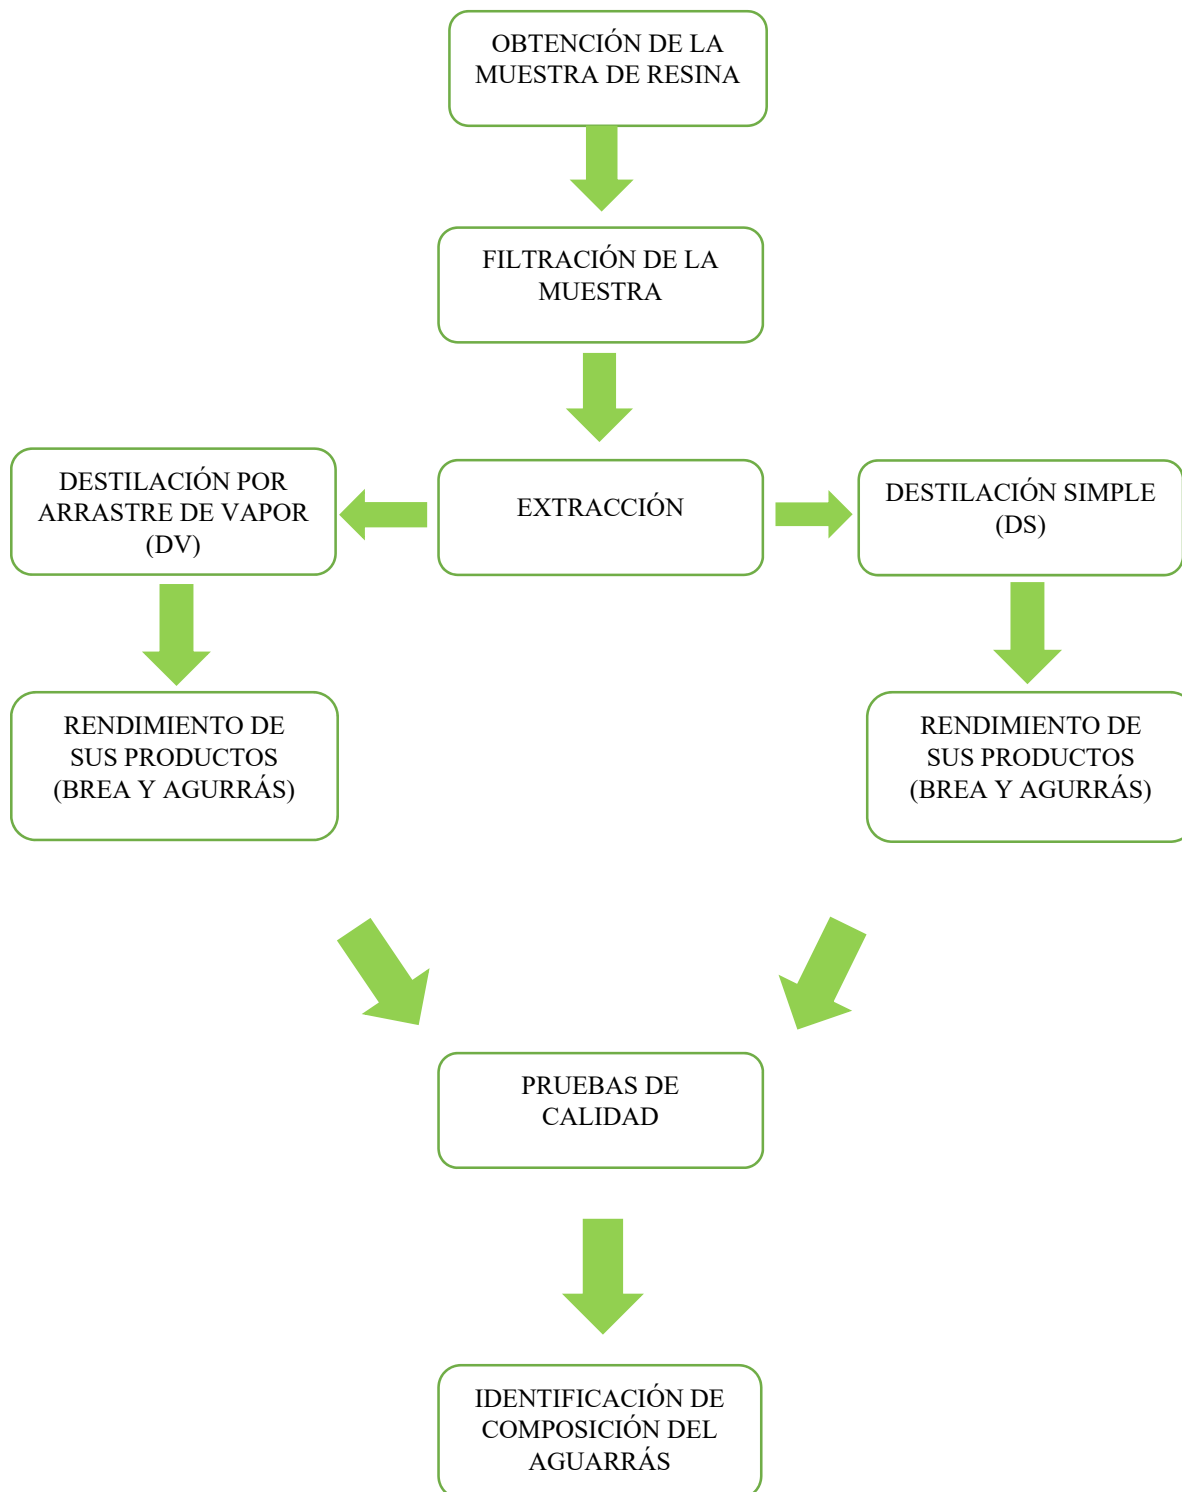 OBTENCIÓN DE LA
MUESTRA DE RESINA
FILTRACIÓN DE LA
MUESTRA
DESTILACIÓN POR
ARRASTRE DE VAPOR
(DV)
EXTRACCIÓN
DESTILACIÓN SIMPLE
(DS)
RENDIMIENTO DE
SUS PRODUCTOS
(BREA Y AGURRÁS)
RENDIMIENTO DE
SUS PRODUCTOS
(BREA Y AGURRÁS)
PRUEBAS DE
CALIDAD
IDENTIFICACIÓN DE
COMPOSICIÓN DEL
AGUARRÁS